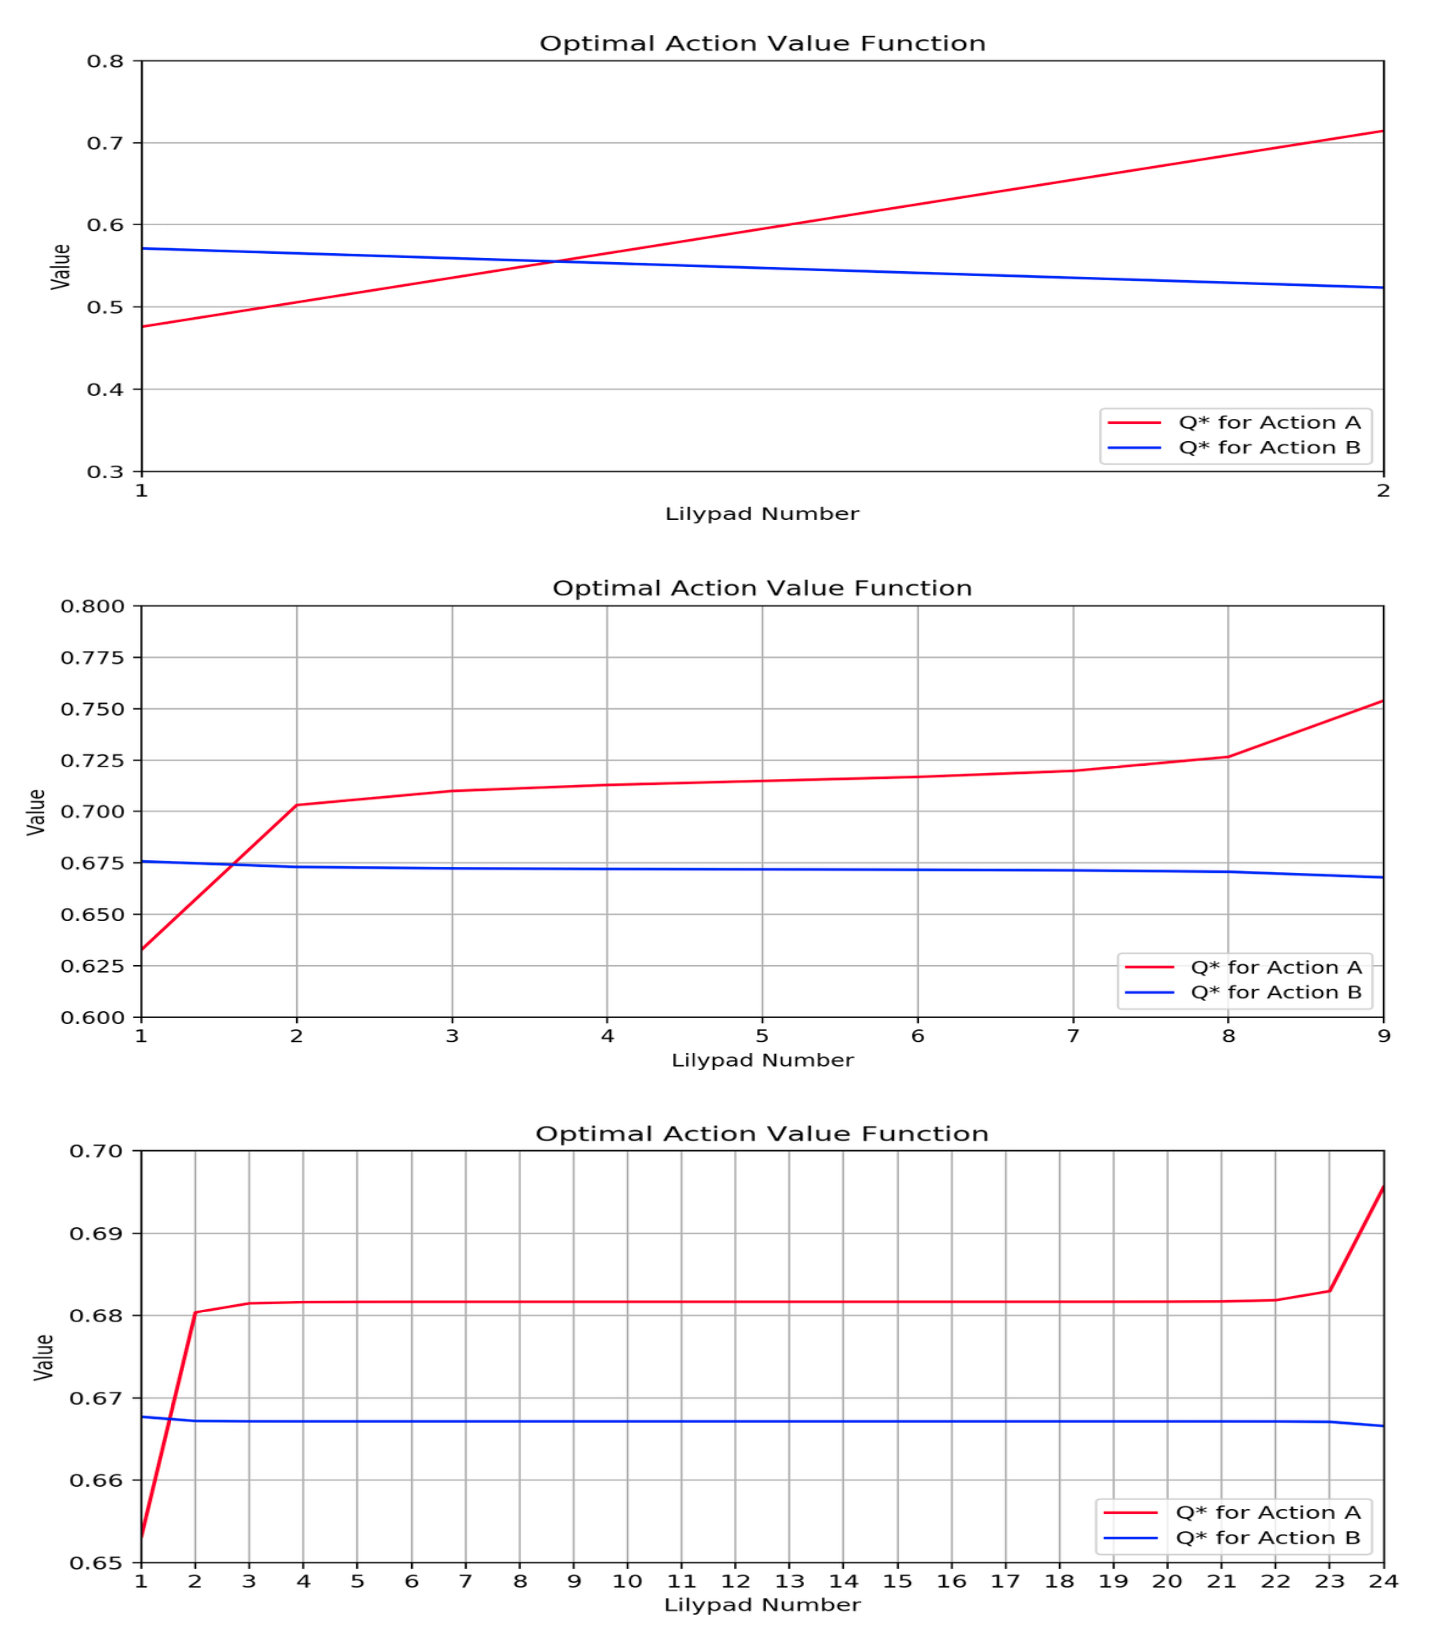 Optimal Action Value Function
0.8
0.7
0.6
0.5
0.4
0.3
Value
Q* for Action A
Q* for Action B
1 2
Lilypad Number
Optimal Action Value Function
0.800
0.775
0.750
0.725
0.700
0.675
0.650
0.625
0.600
Value
Q* for Action A
Q* for Action B
1 2 3 4 5 6 7 8 9
Lilypad Number
Optimal Action Value Function
0.70
0.69
0.68
0.67
0.66
0.65
Value
Q* for Action A
Q* for Action B
1 2 3 4 5 6 7 8 9 10 11 12 13 14 15 16 17 18 19 20 21 22 23 24
Lilypad Number